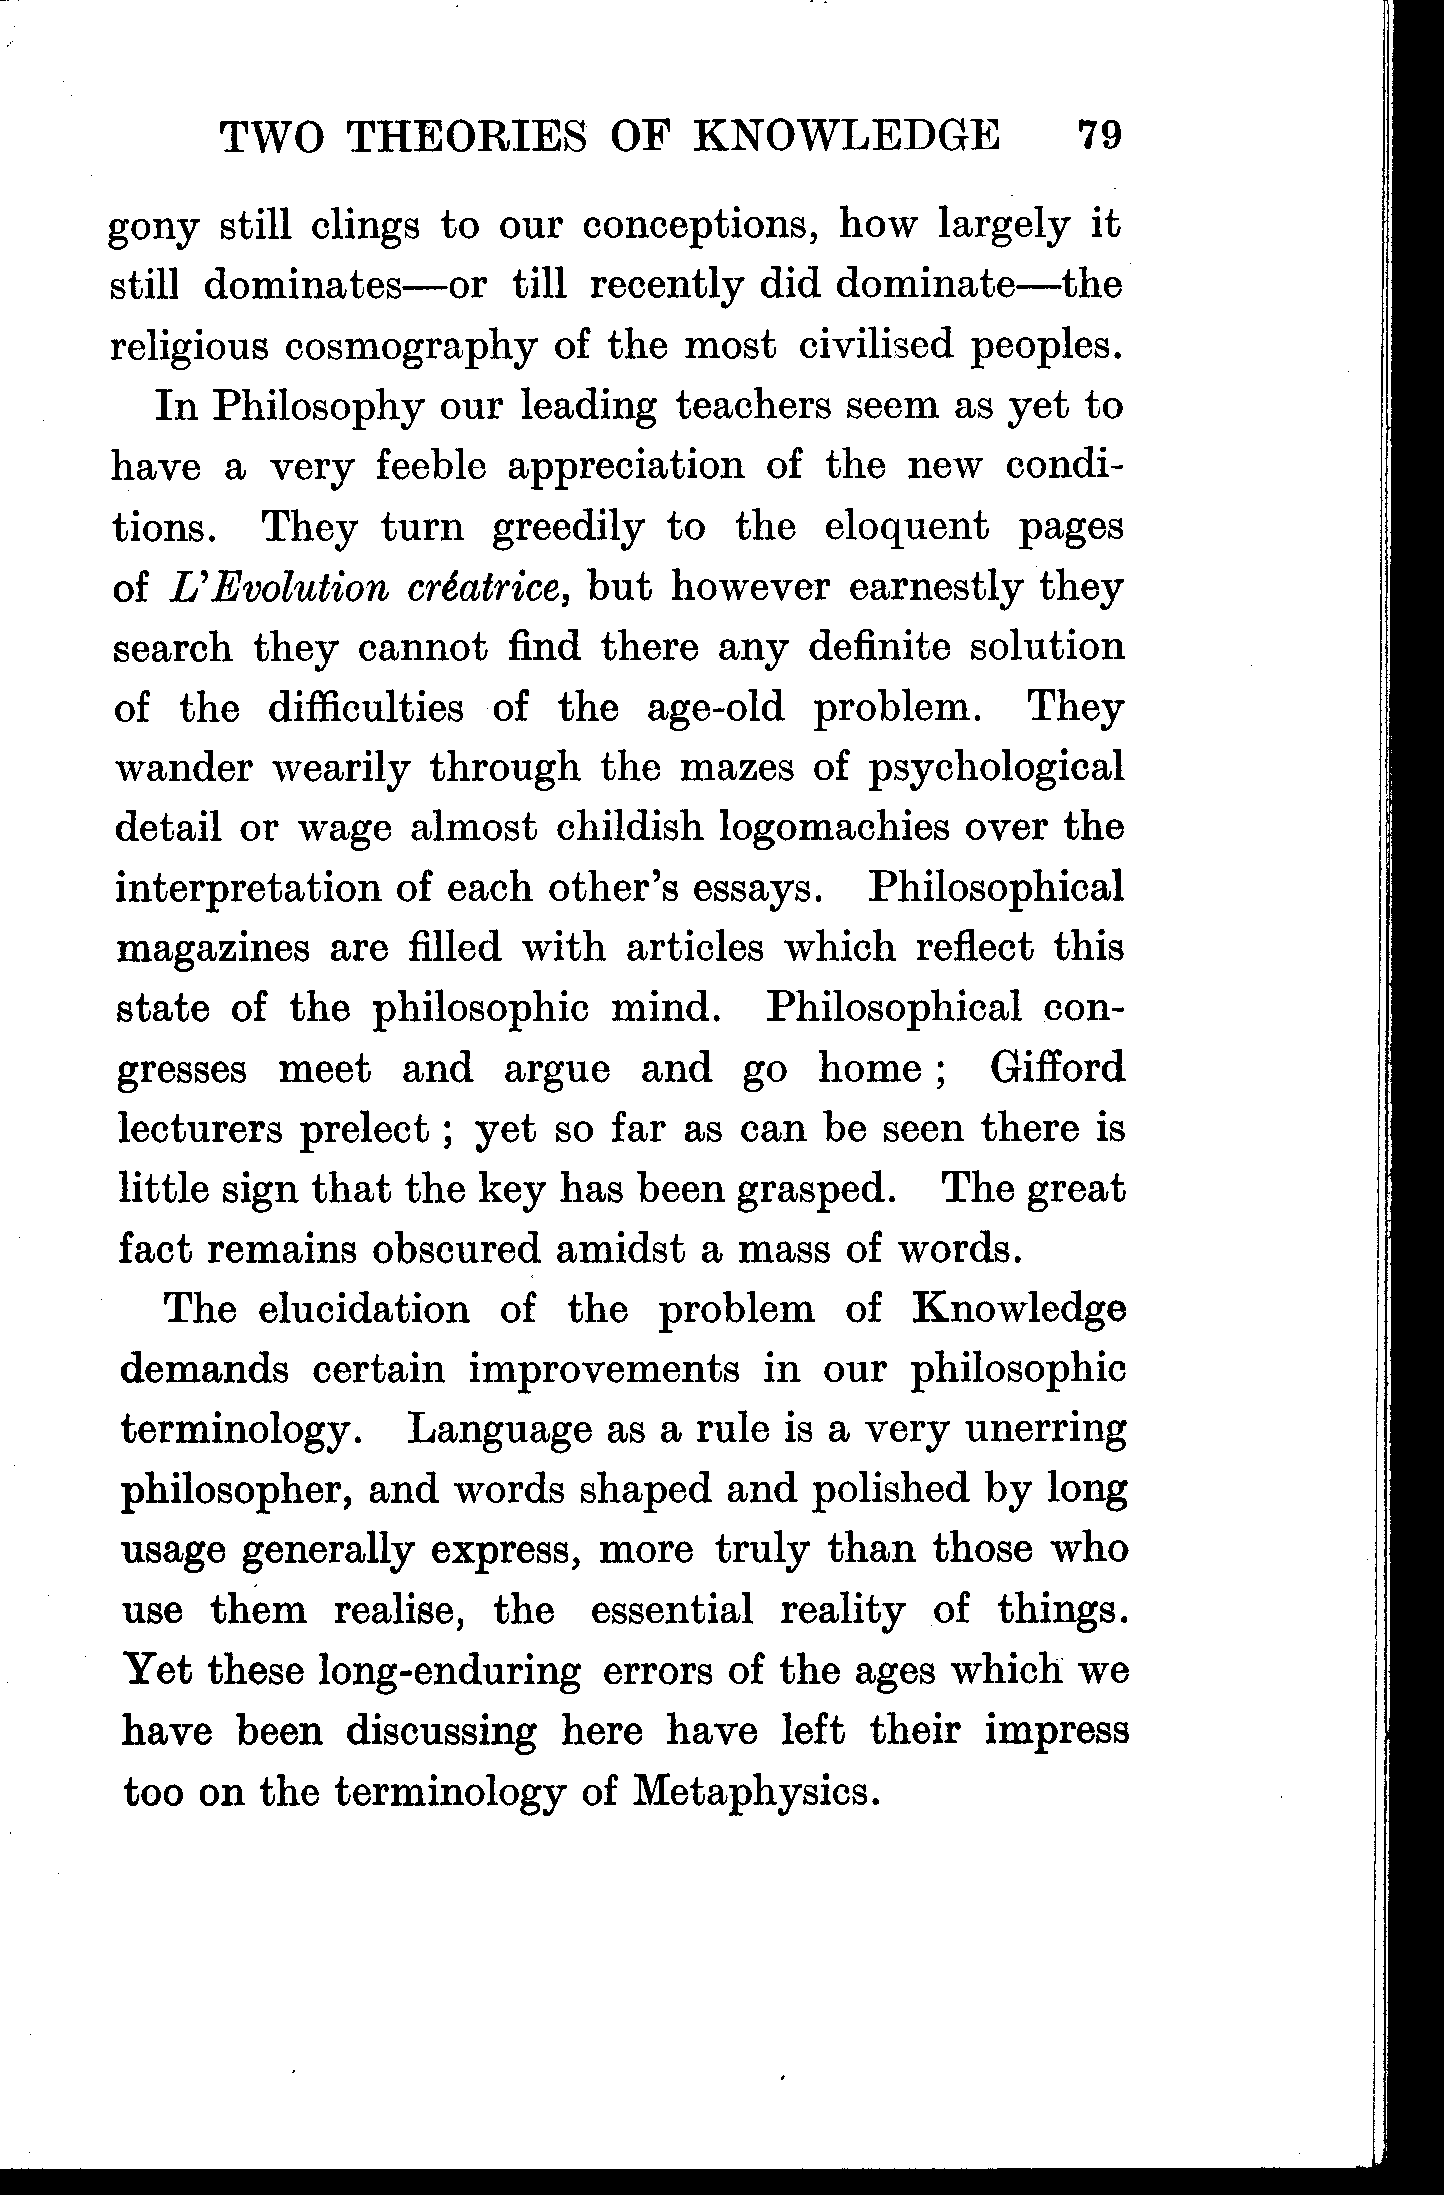 TWO THEORIES OF KNOWLEDGE 79
gony still clings to our conceptions, how largely it
still dominates—or till recently did dominate—the
religious cosmography of the most civilised peoples.
In Philosophy our leading teachers seem as yet to
have a very feeble appreciation of the new condi-
tions. They turn greedily to the eloquent pages
of L'Evolution créatrice, but however earnestly they
search they cannot find there any definite solution
of the difficulties of the age-old problem. They
wander wearily through the mazes of psychological
detail or wage almost childish logomachies over the
interpretation of each other's essays. Philosophical
magazines are filled with articles which reflect this
state of the philosophic mind. Philosophical con-
gresses meet and argue and go home ; Gifford
lecturers prelect ; yet so far as can be seen there is
little sign that the key has been grasped. The great
fact remains obscured amidst a mass of words.
The elucidation of the problem of Knowledge
demands certain improvements in our philosophic
terminology. Language as a rule is a very unerring
philosopher, and words shaped and polished by long
usage generally express, more truly than those who
use them realise, the essential reality of things.
Yet these long-enduring errors of the ages which we
have been discussing here have left their impress
too on the terminology of Metaphysics.